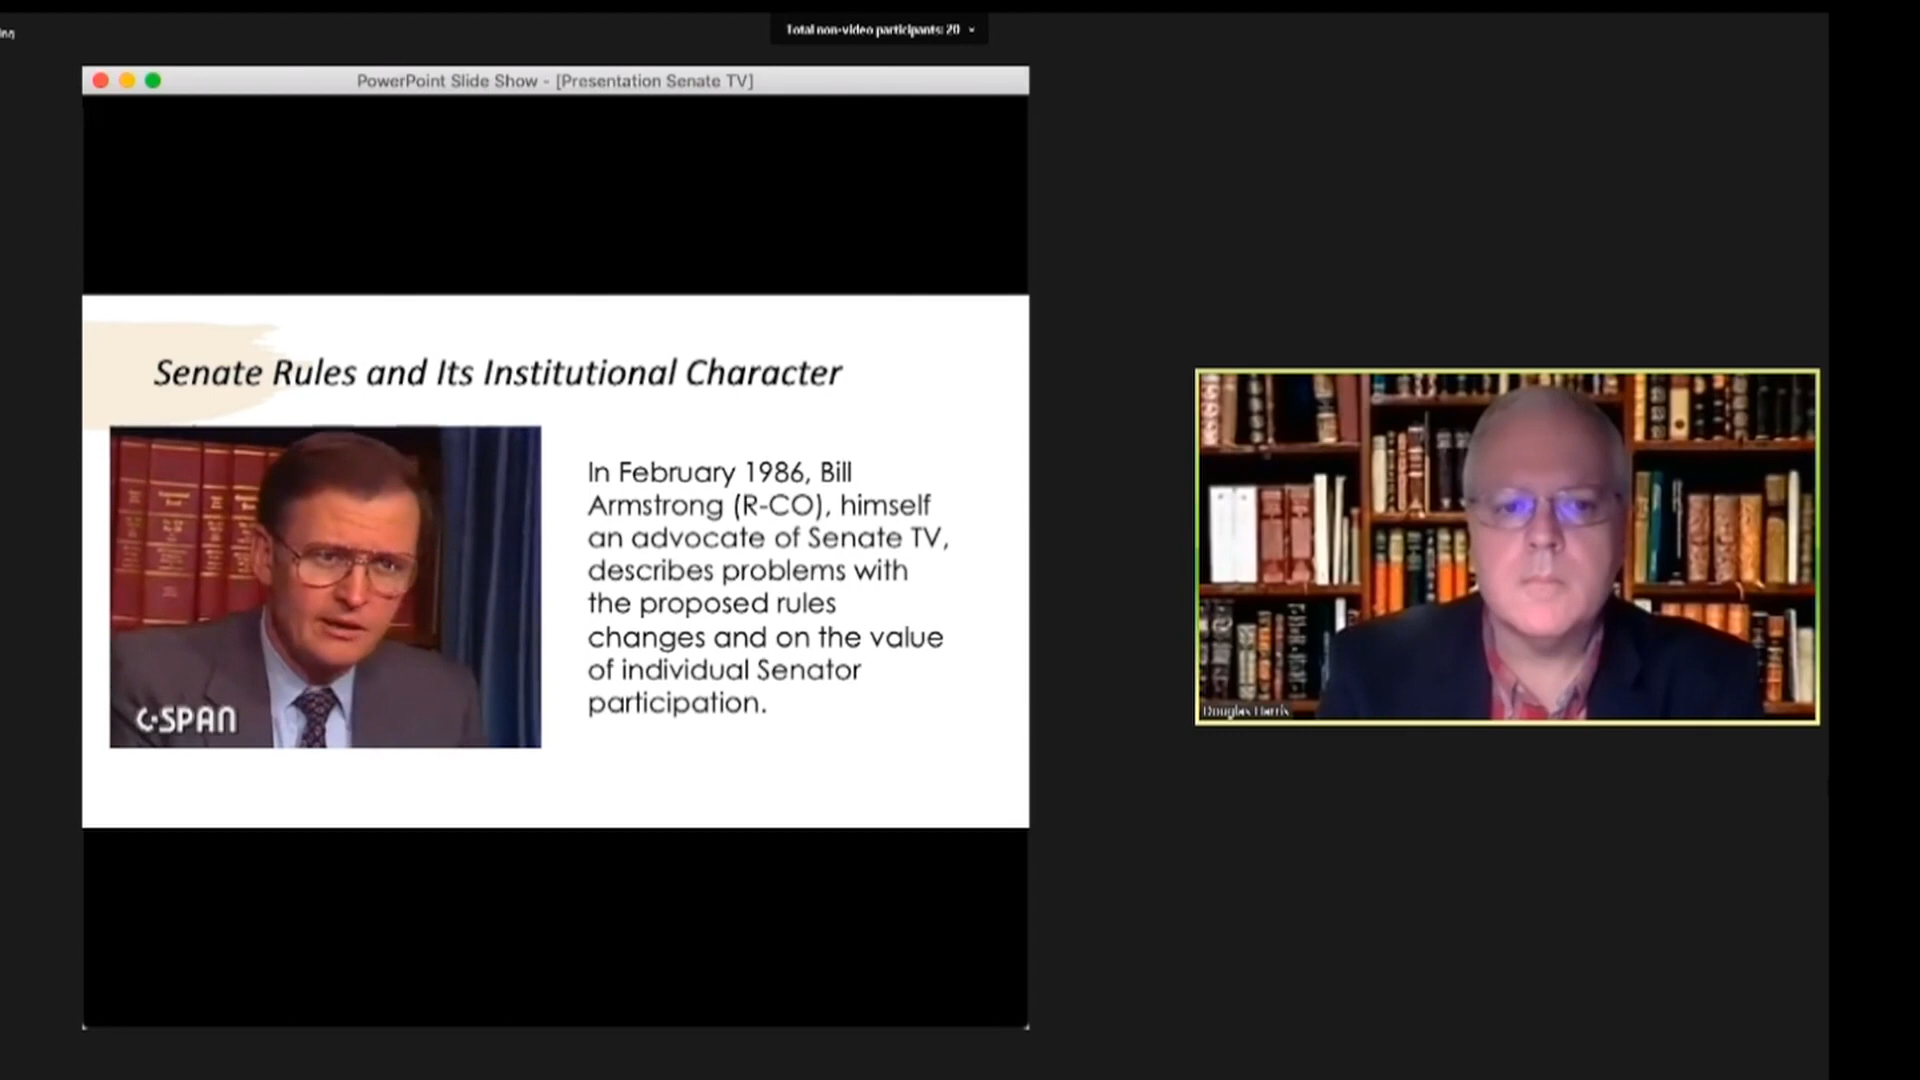 Total non-video participants: 20
PowerPoint Slide Show - [Presentation Senate TV]
Senate Rules and Its Institutional Character
In February 1986, Bill
Armstrong (R-CO), himself
an advocate of Senate TV,
describes problems with
the proposed rules
changes and on the value
of individual Senator
participation.
C-SPAN
Douglas Harris